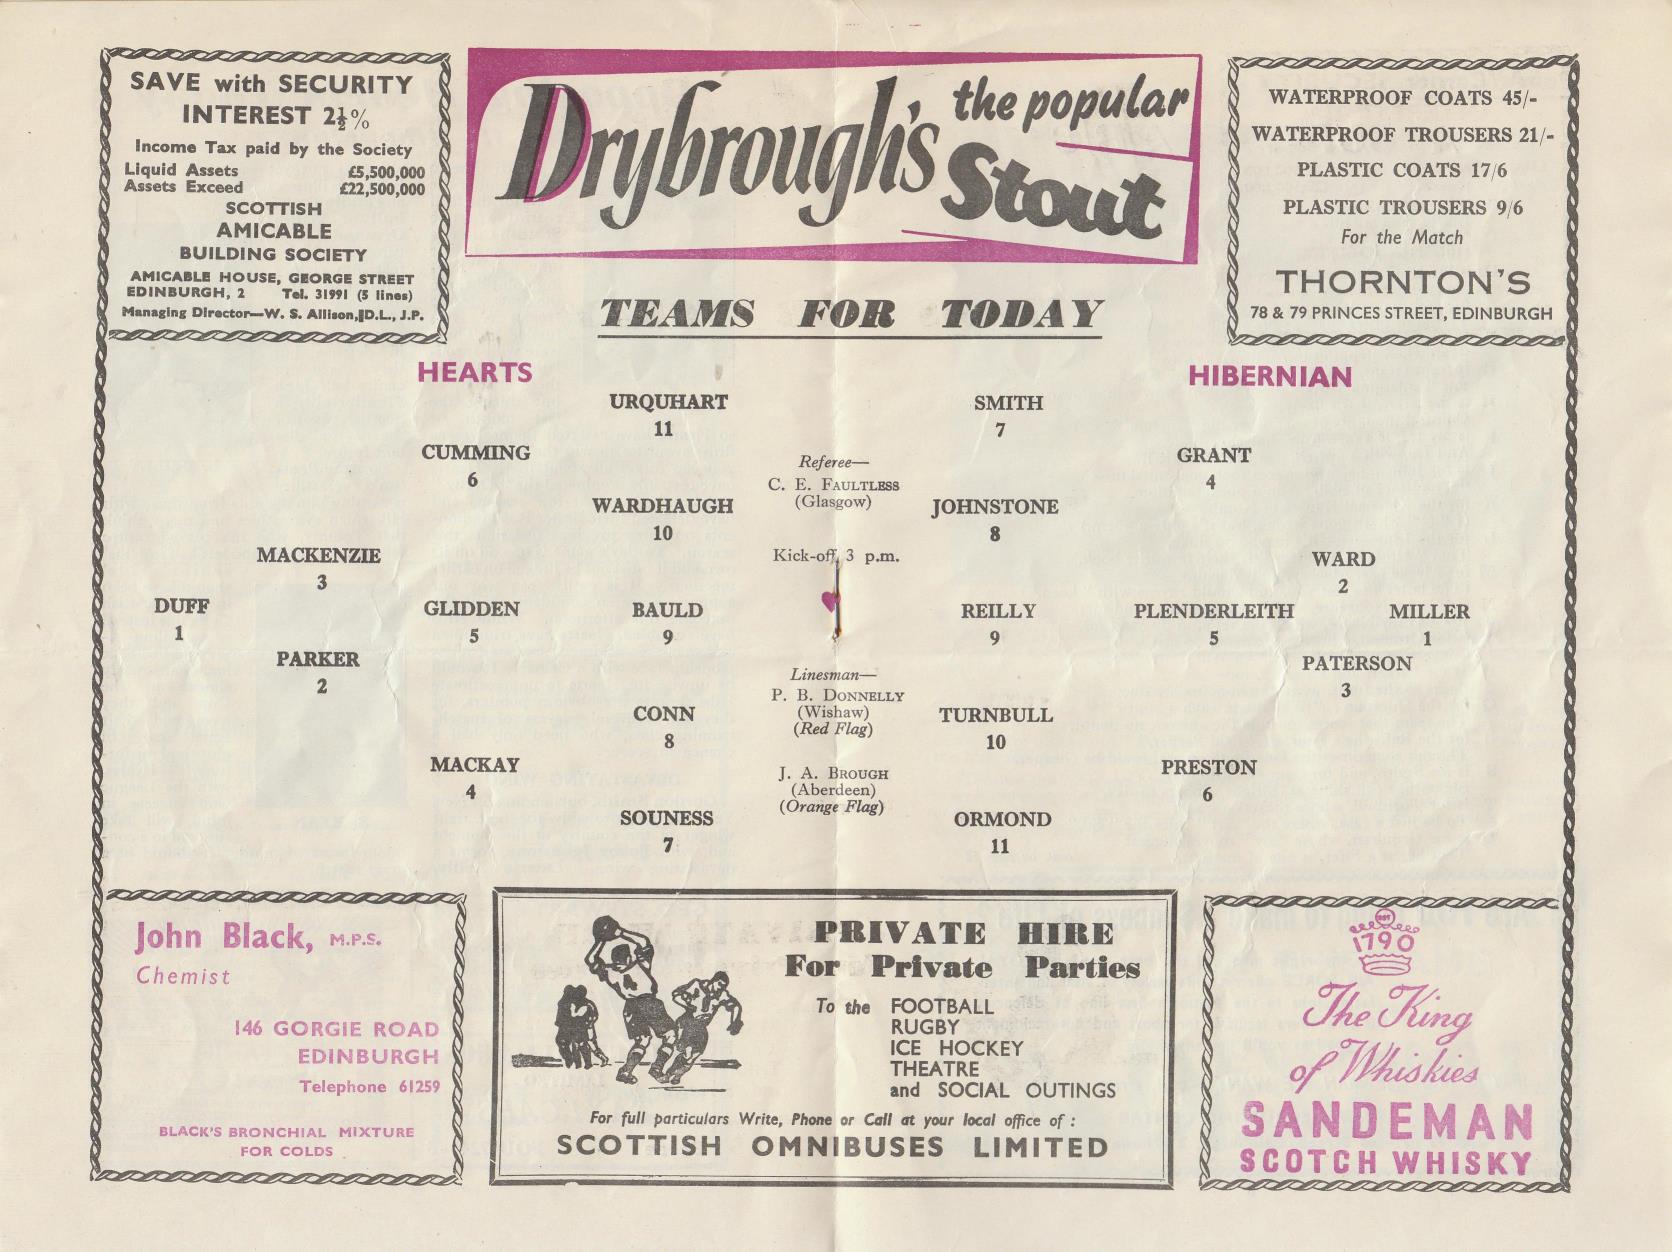 SAVE with SECURITY
INTEREST 2½%
Income Tax paid by the Society
Liquid Assets £5,500,000
Assets Exceed £22,500,000
SCOTTISH
AMICABLE
BUILDING SOCIETY
AMICABLE HOUSE, GEORGE STREET
EDINBURGH, 2 Tel. 31991 (5 lines)
Managing Director—W. S. Allison, D.L., J.P.
Drybrough's the popular
Stout
WATERPROOF COATS 45/-
WATERPROOF TROUSERS 21/-
PLASTIC COATS 17/6
PLASTIC TROUSERS 9/6
For the Match
THORNTON'S
78 & 79 PRINCES STREET, EDINBURGH
TEAMS FOR TODAY
HEARTS
HIBERNIAN
URQUHART
11
CUMMING
6
WARDHAUGH
10
MACKENZIE
3
DUFF
1
GLIDDEN
5
BAULD
9
PARKER
2
CONN
8
MACKAY
4
SOUNESS
7
Referee—
C. E. FAULTLESS
(Glasgow)
Kick-off, 3 p.m.
Linesman—
P. B. DONNELLY
(Wishaw)
(Red Flag)
J. A. BROUGH
(Aberdeen)
(Orange Flag)
SMITH
7
GRANT
4
JOHNSTONE
8
WARD
2
REILLY
9
PLENDERLEITH
5
MILLER
1
PATERSON
3
TURNBULL
10
PRESTON
6
ORMOND
11
John Black, M.P.S.
Chemist
146 GORGIE ROAD
EDINBURGH
Telephone 61259
BLACK'S BRONCHIAL MIXTURE
FOR COLDS
PRIVATE HIRE
For Private Parties
To the FOOTBALL
RUGBY
ICE HOCKEY
THEATRE
and SOCIAL OUTINGS
For full particulars Write, Phone or Call at your local office of :
SCOTTISH OMNIBUSES LIMITED
1790
The King
of Whiskies
SANDEMAN
SCOTCH WHISKY